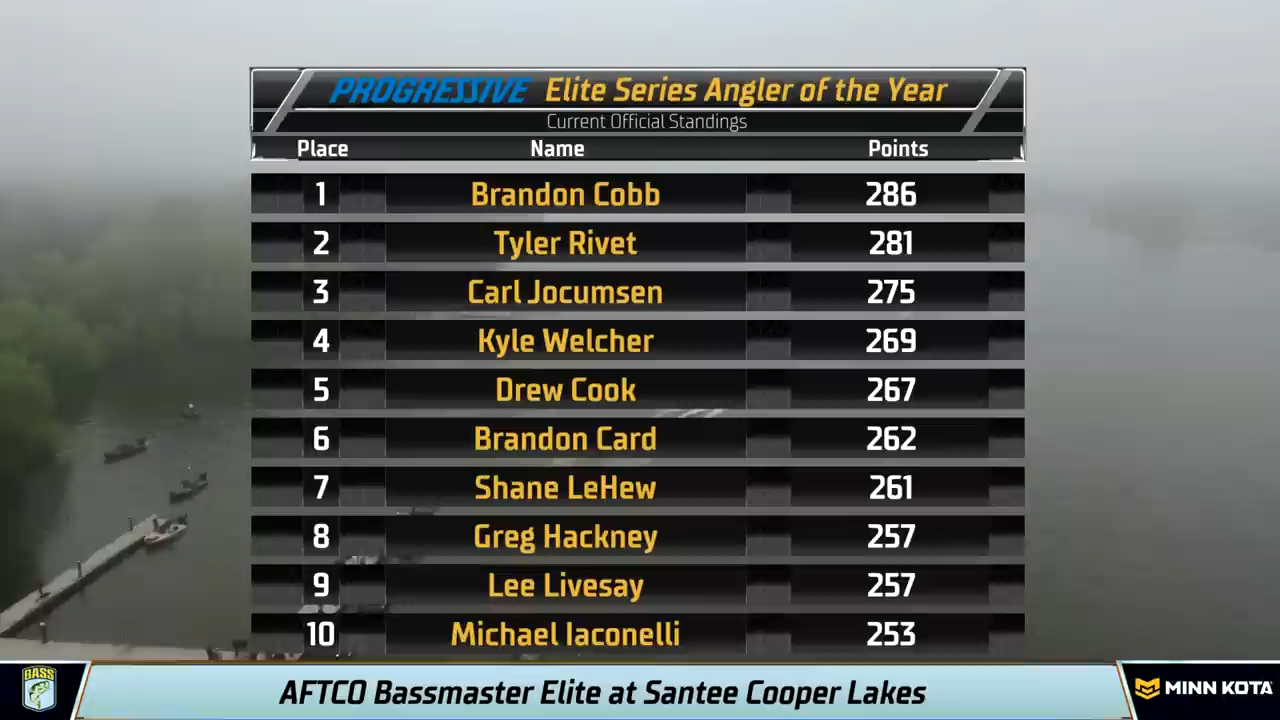 PROGRESSIVE Elite Series Angler of the Year
Current Official Standings
Place Name Points
1 Brandon Cobb 286
2 Tyler Rivet 281
3 Carl Jocumsen 275
4 Kyle Welcher 269
5 Drew Cook 267
6 Brandon Card 262
7 Shane LeHew 261
8 Greg Hackney 257
9 Lee Livesay 257
10 Michael Iaconelli 253
BASS
AFTCO Bassmaster Elite at Santee Cooper Lakes
MINN KOTA